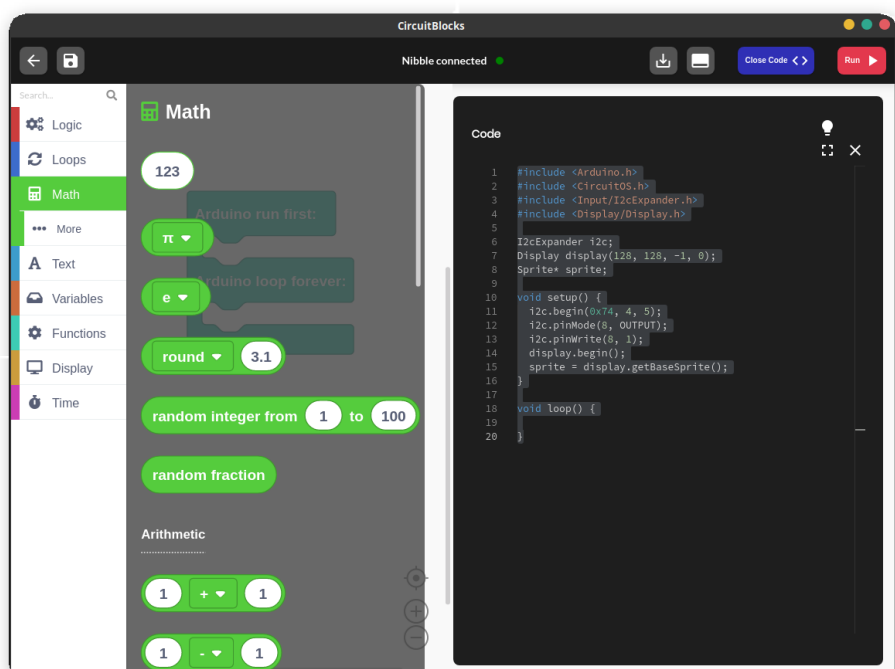 CircuitBlocks
Nibble connected
Close Code
Run
Search...
Logic
Loops
Math
More
Text
Variables
Functions
Display
Time
Math
123
Arduino run first:
π
Arduino loop forever:
e
round 3.1
random integer from 1 to 100
random fraction
Arithmetic
1 + 1
1 - 1
Code
1 #include <Arduino.h>
2 #include <CircuitOS.h>
3 #include <Input/I2cExpander.h>
4 #include <Display/Display.h>
5
6 I2cExpander i2c;
7 Display display(128, 128, -1, 0);
8 Sprite* sprite;
9
10 void setup() {
11 i2c.begin(0x74, 4, 5);
12 i2c.pinMode(8, OUTPUT);
13 i2c.pinWrite(8, 1);
14 display.begin();
15 sprite = display.getBaseSprite();
16 }
17
18 void loop() {
19
20 }